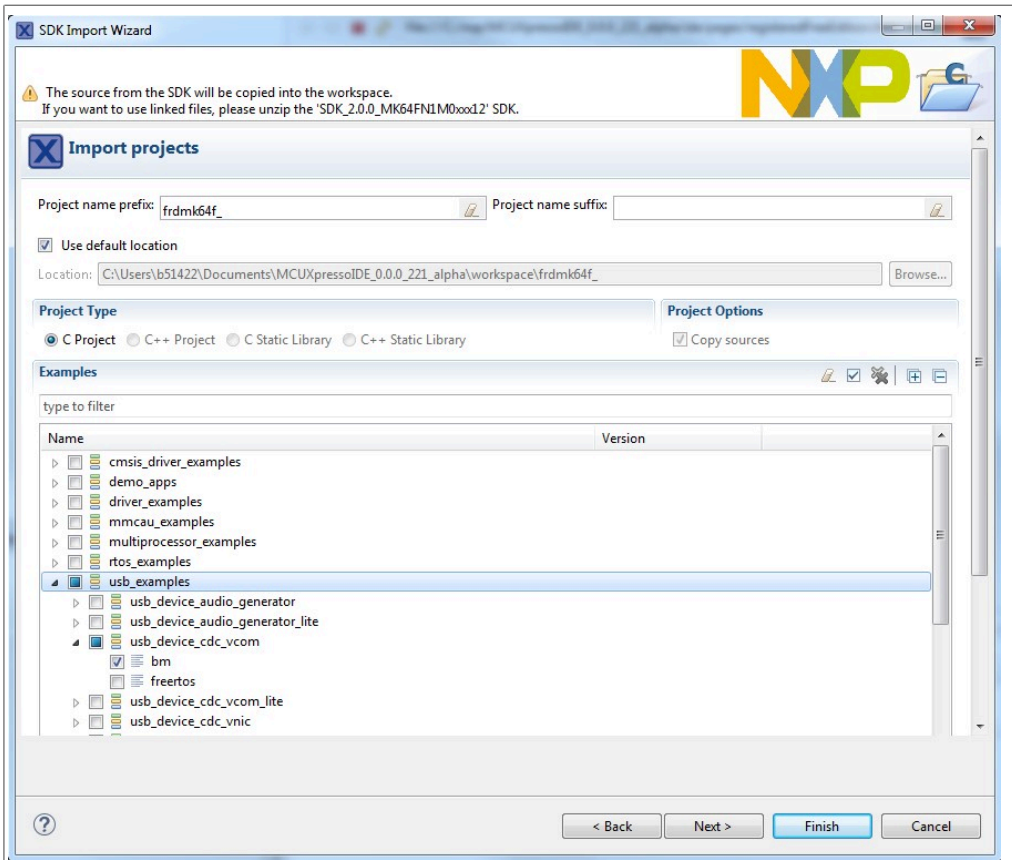 SDK Import Wizard
The source from the SDK will be copied into the workspace.
If you want to use linked files, please unzip the 'SDK_2.0.0_MK64FN1M0xxx12' SDK.
NXP
Import projects
Project name prefix: frdmk64f_ Project name suffix:
Use default location
Location: C:\Users\b51422\Documents\MCUXpressoIDE_0.0.0_221_alpha\workspace\frdmk64f_ Browse...
Project Type Project Options
C Project C++ Project C Static Library C++ Static Library Copy sources
Examples
type to filter
Name Version
cmsis_driver_examples
demo_apps
driver_examples
mmcau_examples
multiprocessor_examples
rtos_examples
usb_examples
usb_device_audio_generator
usb_device_audio_generator_lite
usb_device_cdc_vcom
bm
freertos
usb_device_cdc_vcom_lite
usb_device_cdc_vnic
< Back Next > Finish Cancel